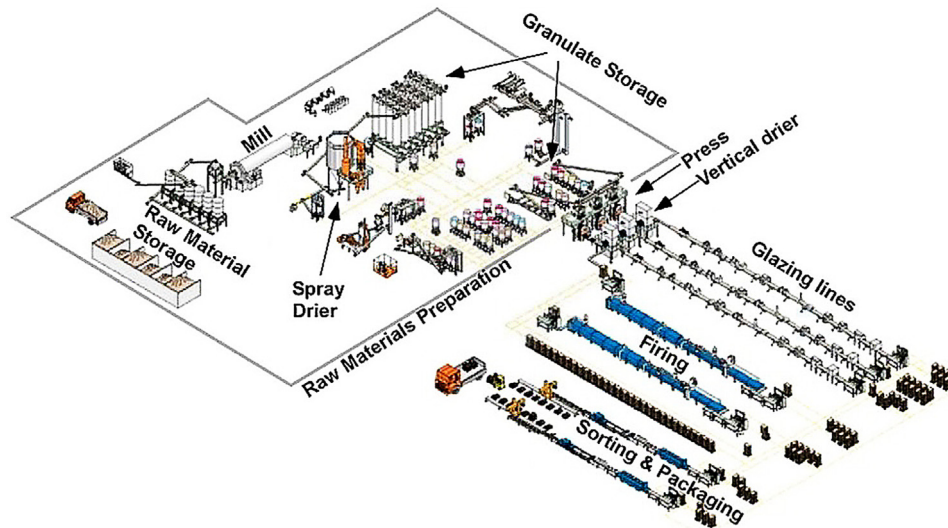 Granulate Storage
Mill
Press
Vertical drier
Raw Material
Storage
Glazing lines
Spray
Drier
Raw Materials Preparation
Firing
Sorting & Packaging